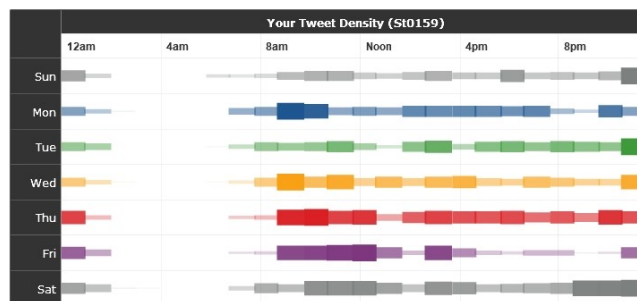 Your Tweet Density (St0159)
12am 4am 8am Noon 4pm 8pm
Sun
Mon
Tue
Wed
Thu
Fri
Sat